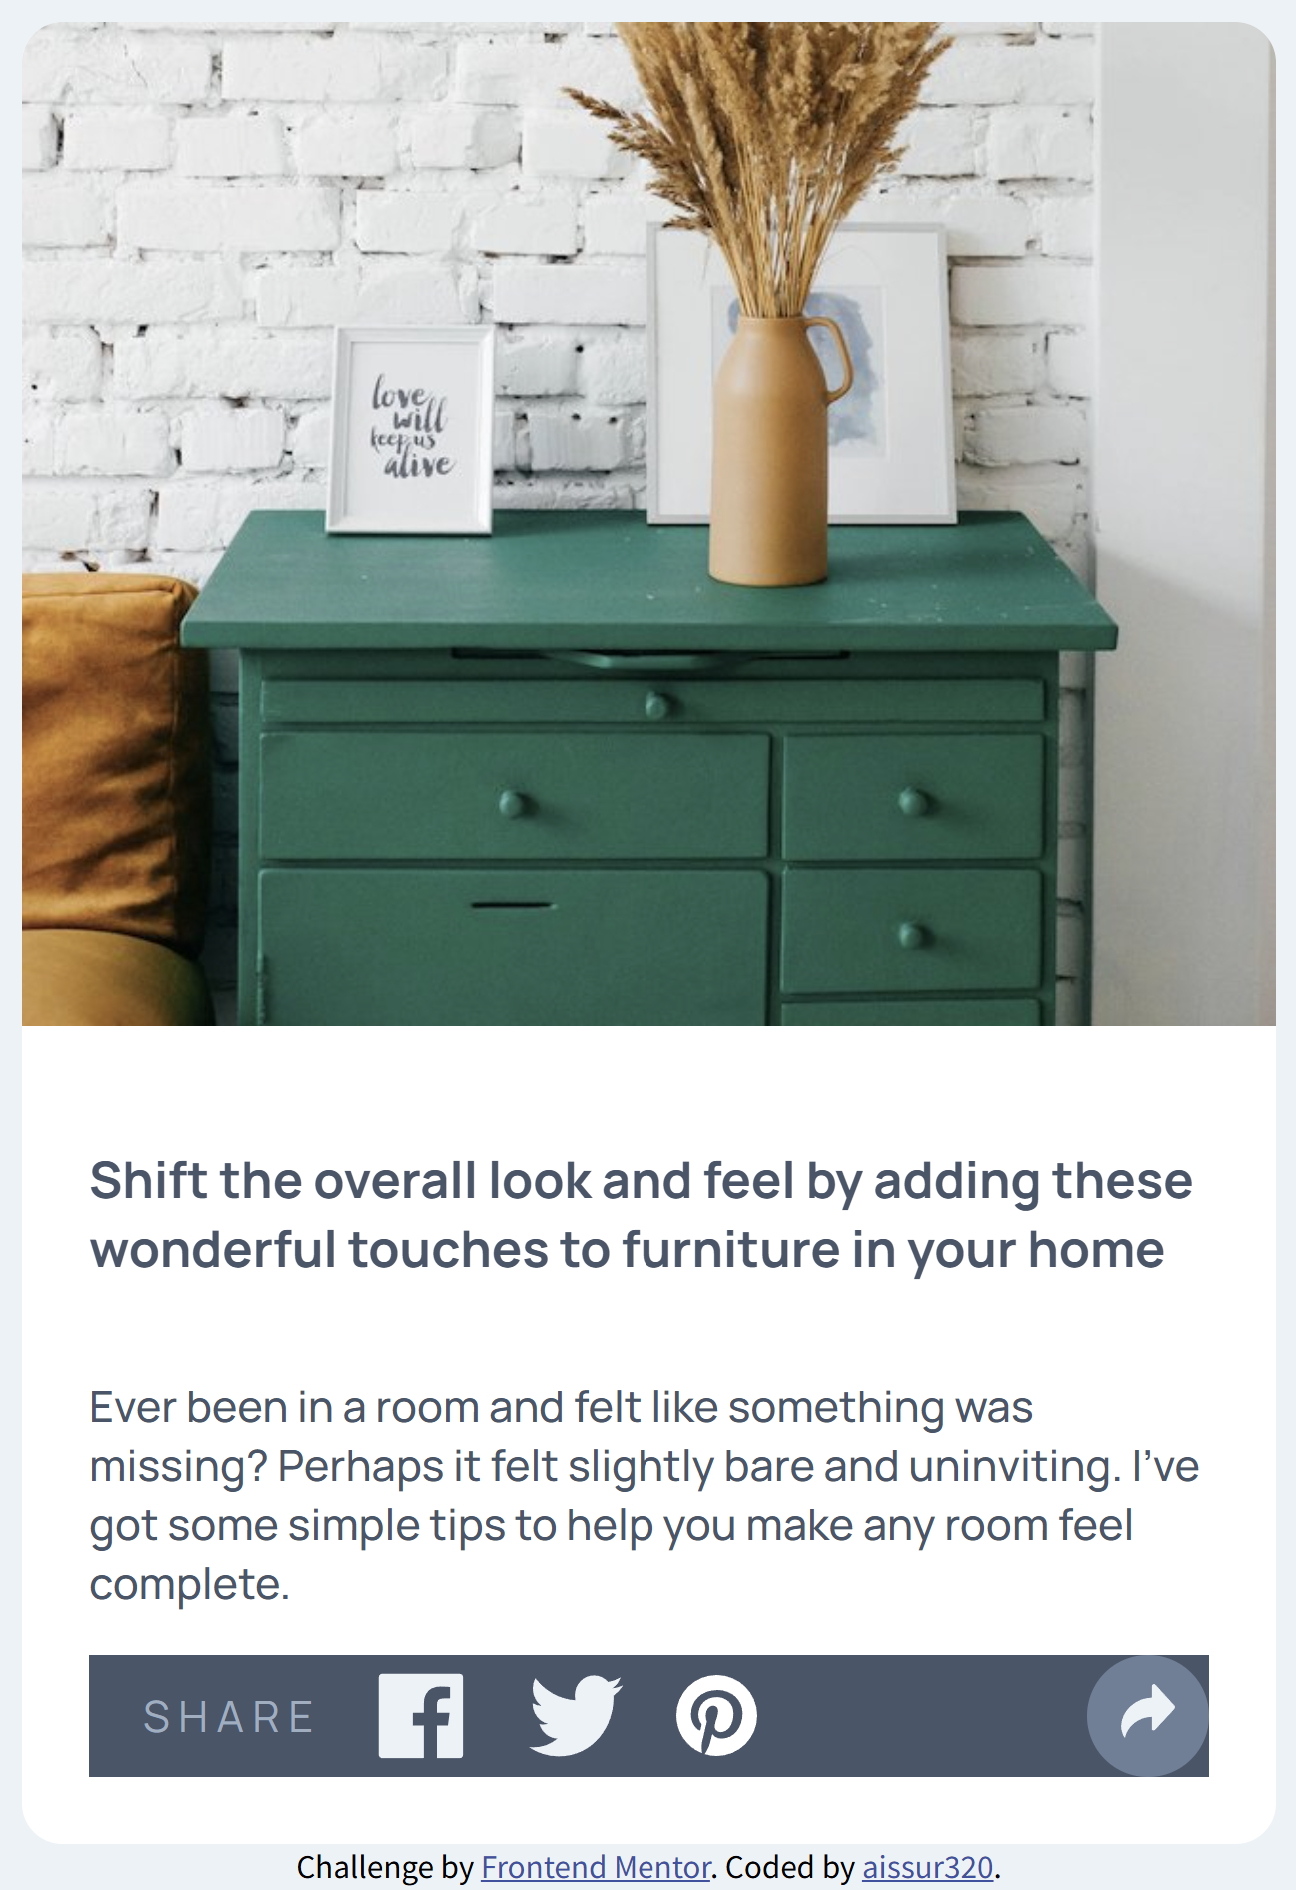 love
will
keep us
alive
Shift the overall look and feel by adding these
wonderful touches to furniture in your home
Ever been in a room and felt like something was
missing? Perhaps it felt slightly bare and uninviting. I’ve
got some simple tips to help you make any room feel
complete.
SHARE
Challenge by Frontend Mentor. Coded by aissur320.